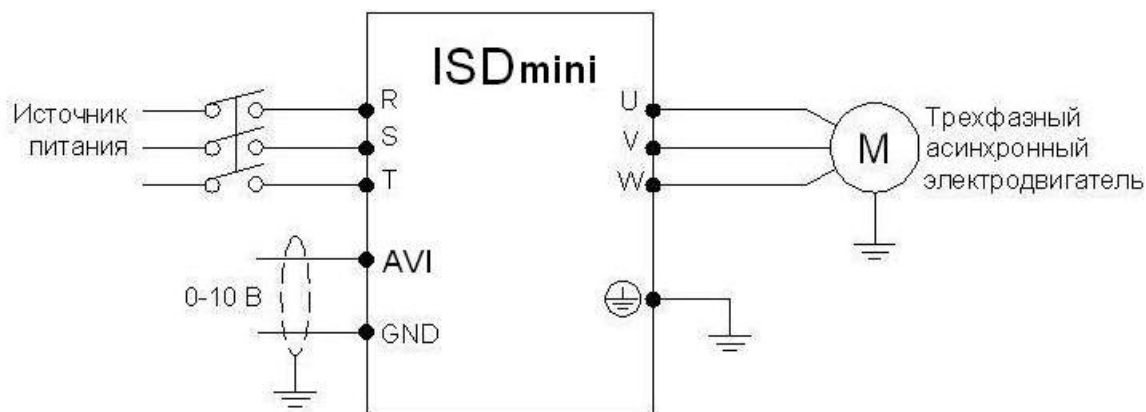 ISDmini
R
S
T
Источник
питания
AVI
0-10 В
GND
U
V
W
M
Трехфазный
асинхронный
электродвигатель